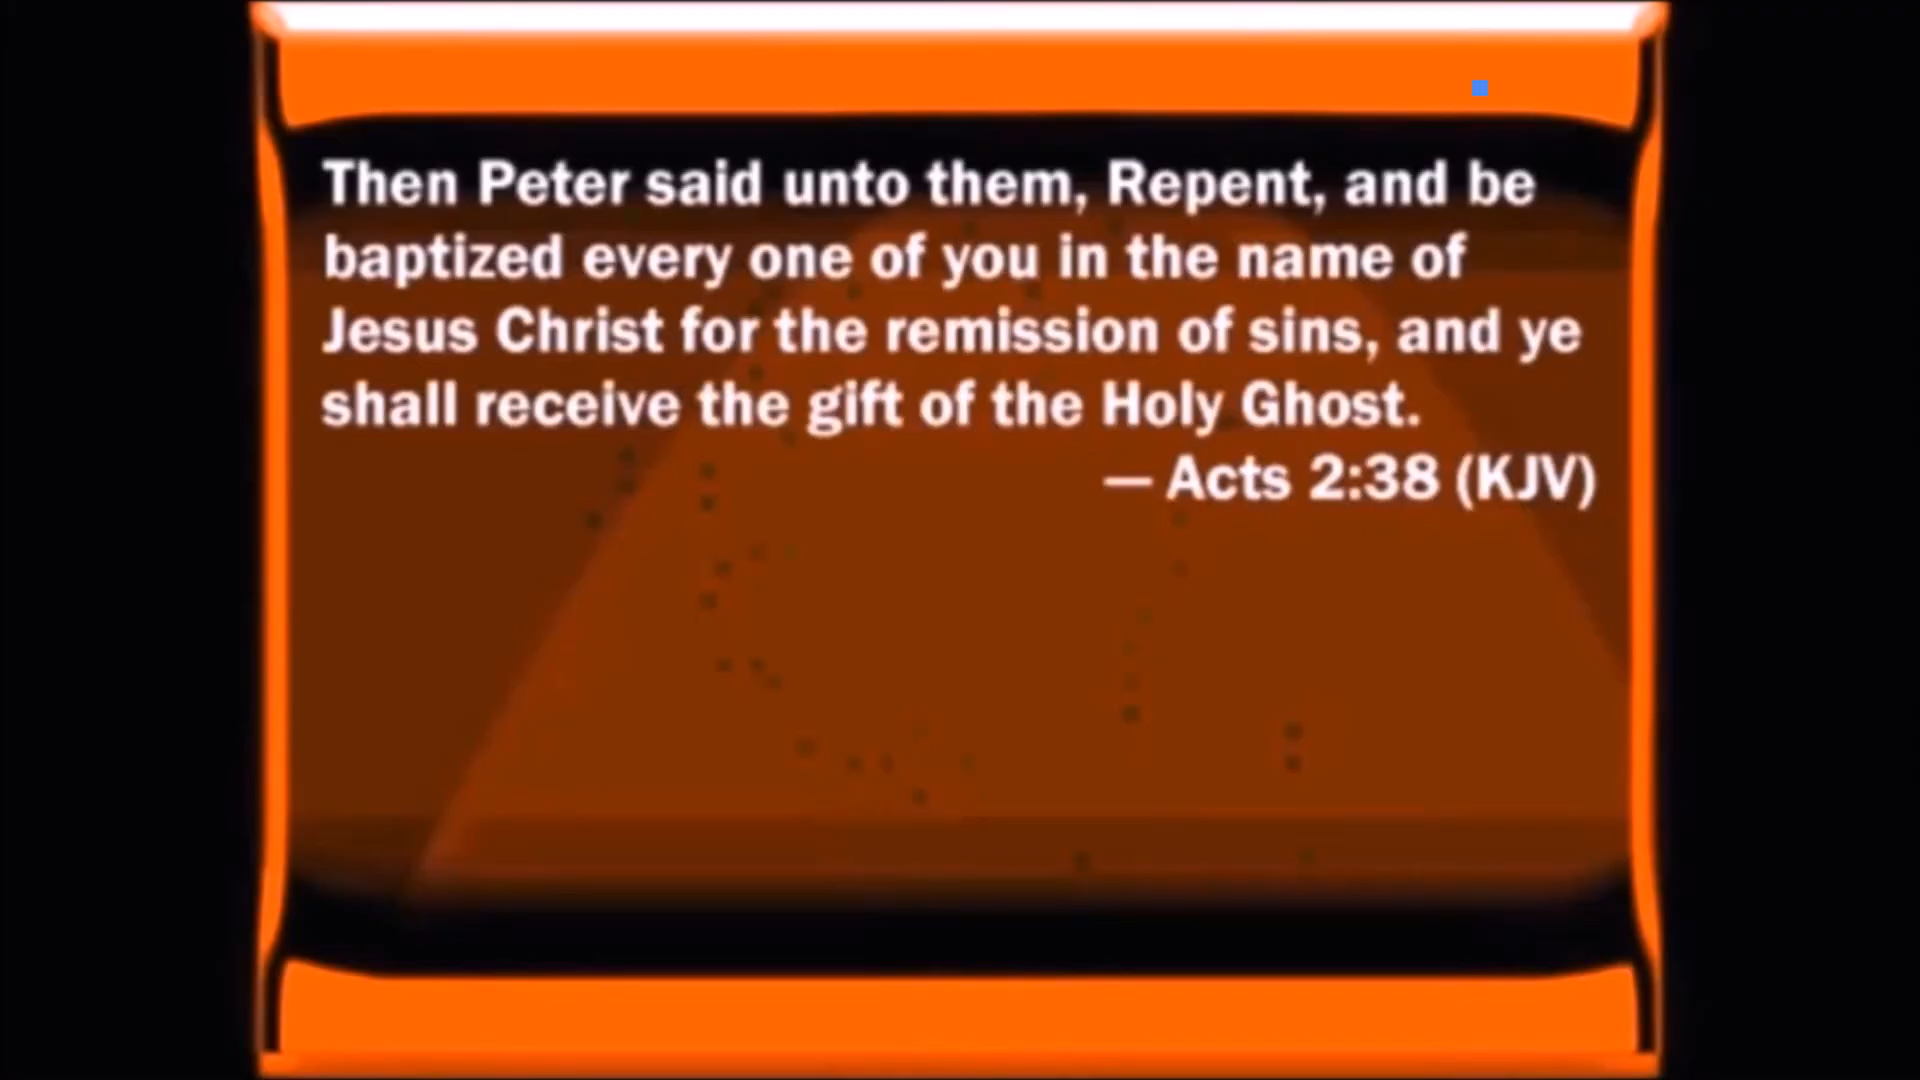 Then Peter said unto them, Repent, and be
baptized every one of you in the name of
Jesus Christ for the remission of sins, and ye
shall receive the gift of the Holy Ghost.
— Acts 2:38 (KJV)